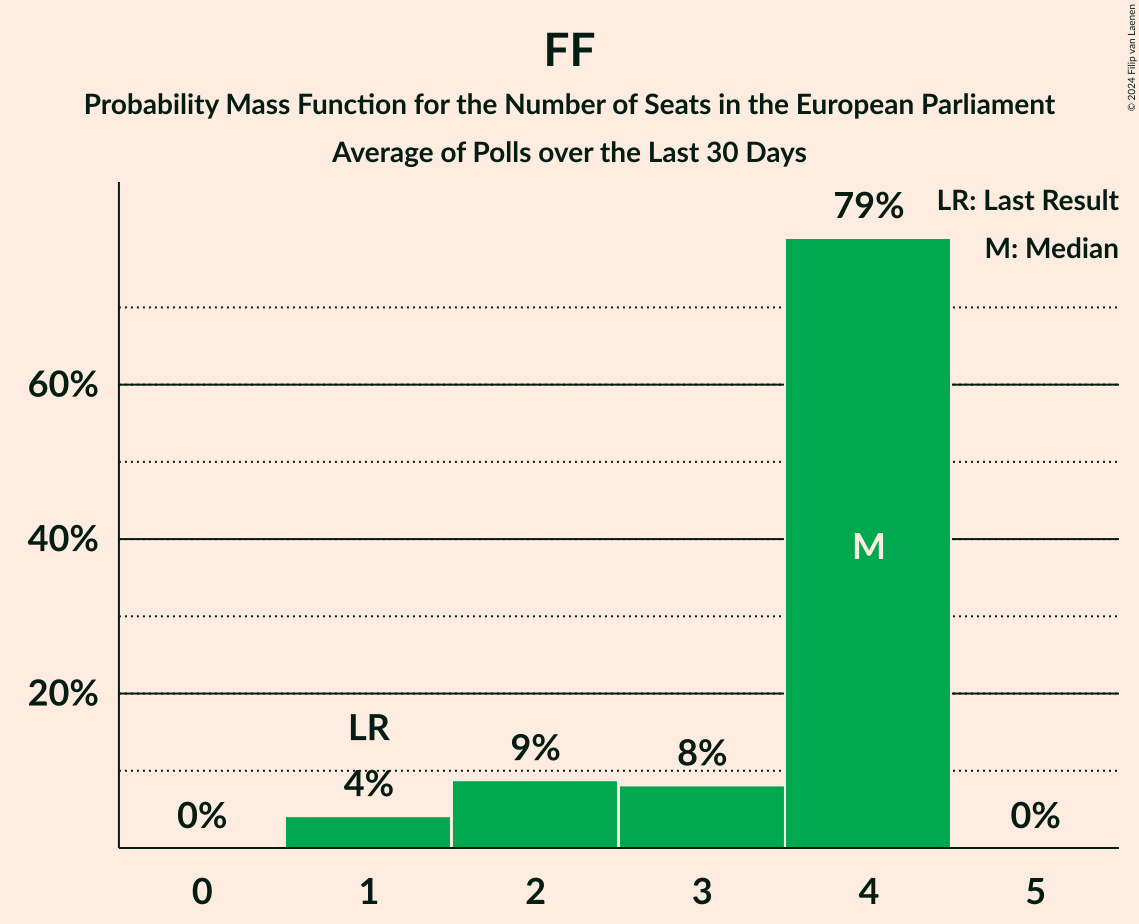 FF
Probability Mass Function for the Number of Seats in the European Parliament
Average of Polls over the Last 30 Days
© 2024 Filip van Laenen
79%
LR: Last Result
M: Median
60%
40%
M
20%
LR
9%
8%
4%
0%
0%
0 1 2 3 4 5